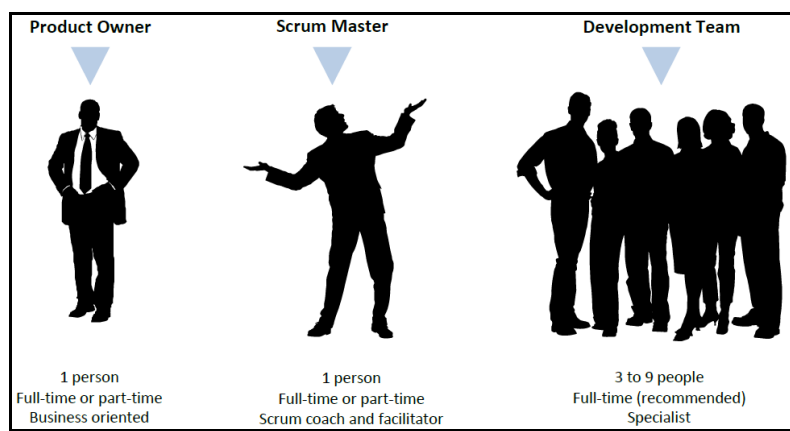 Product Owner
Scrum Master
Development Team
1 person
Full-time or part-time
Business oriented
1 person
Full-time or part-time
Scrum coach and facilitator
3 to 9 people
Full-time (recommended)
Specialist